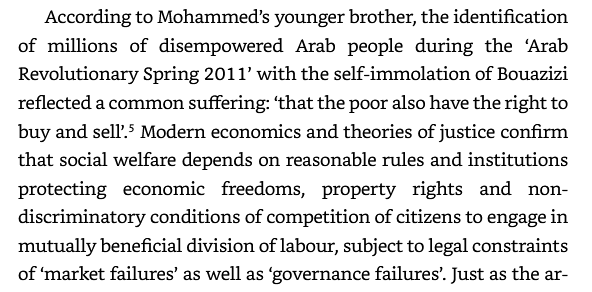 According to Mohammed’s younger brother, the identification
of millions of disempowered Arab people during the ‘Arab
Revolutionary Spring 2011’ with the self-immolation of Bouazizi
reflected a common suffering: ‘that the poor also have the right to
buy and sell’.⁵ Modern economics and theories of justice confirm
that social welfare depends on reasonable rules and institutions
protecting economic freedoms, property rights and non-
discriminatory conditions of competition of citizens to engage in
mutually beneficial division of labour, subject to legal constraints
of ‘market failures’ as well as ‘governance failures’. Just as the ar-